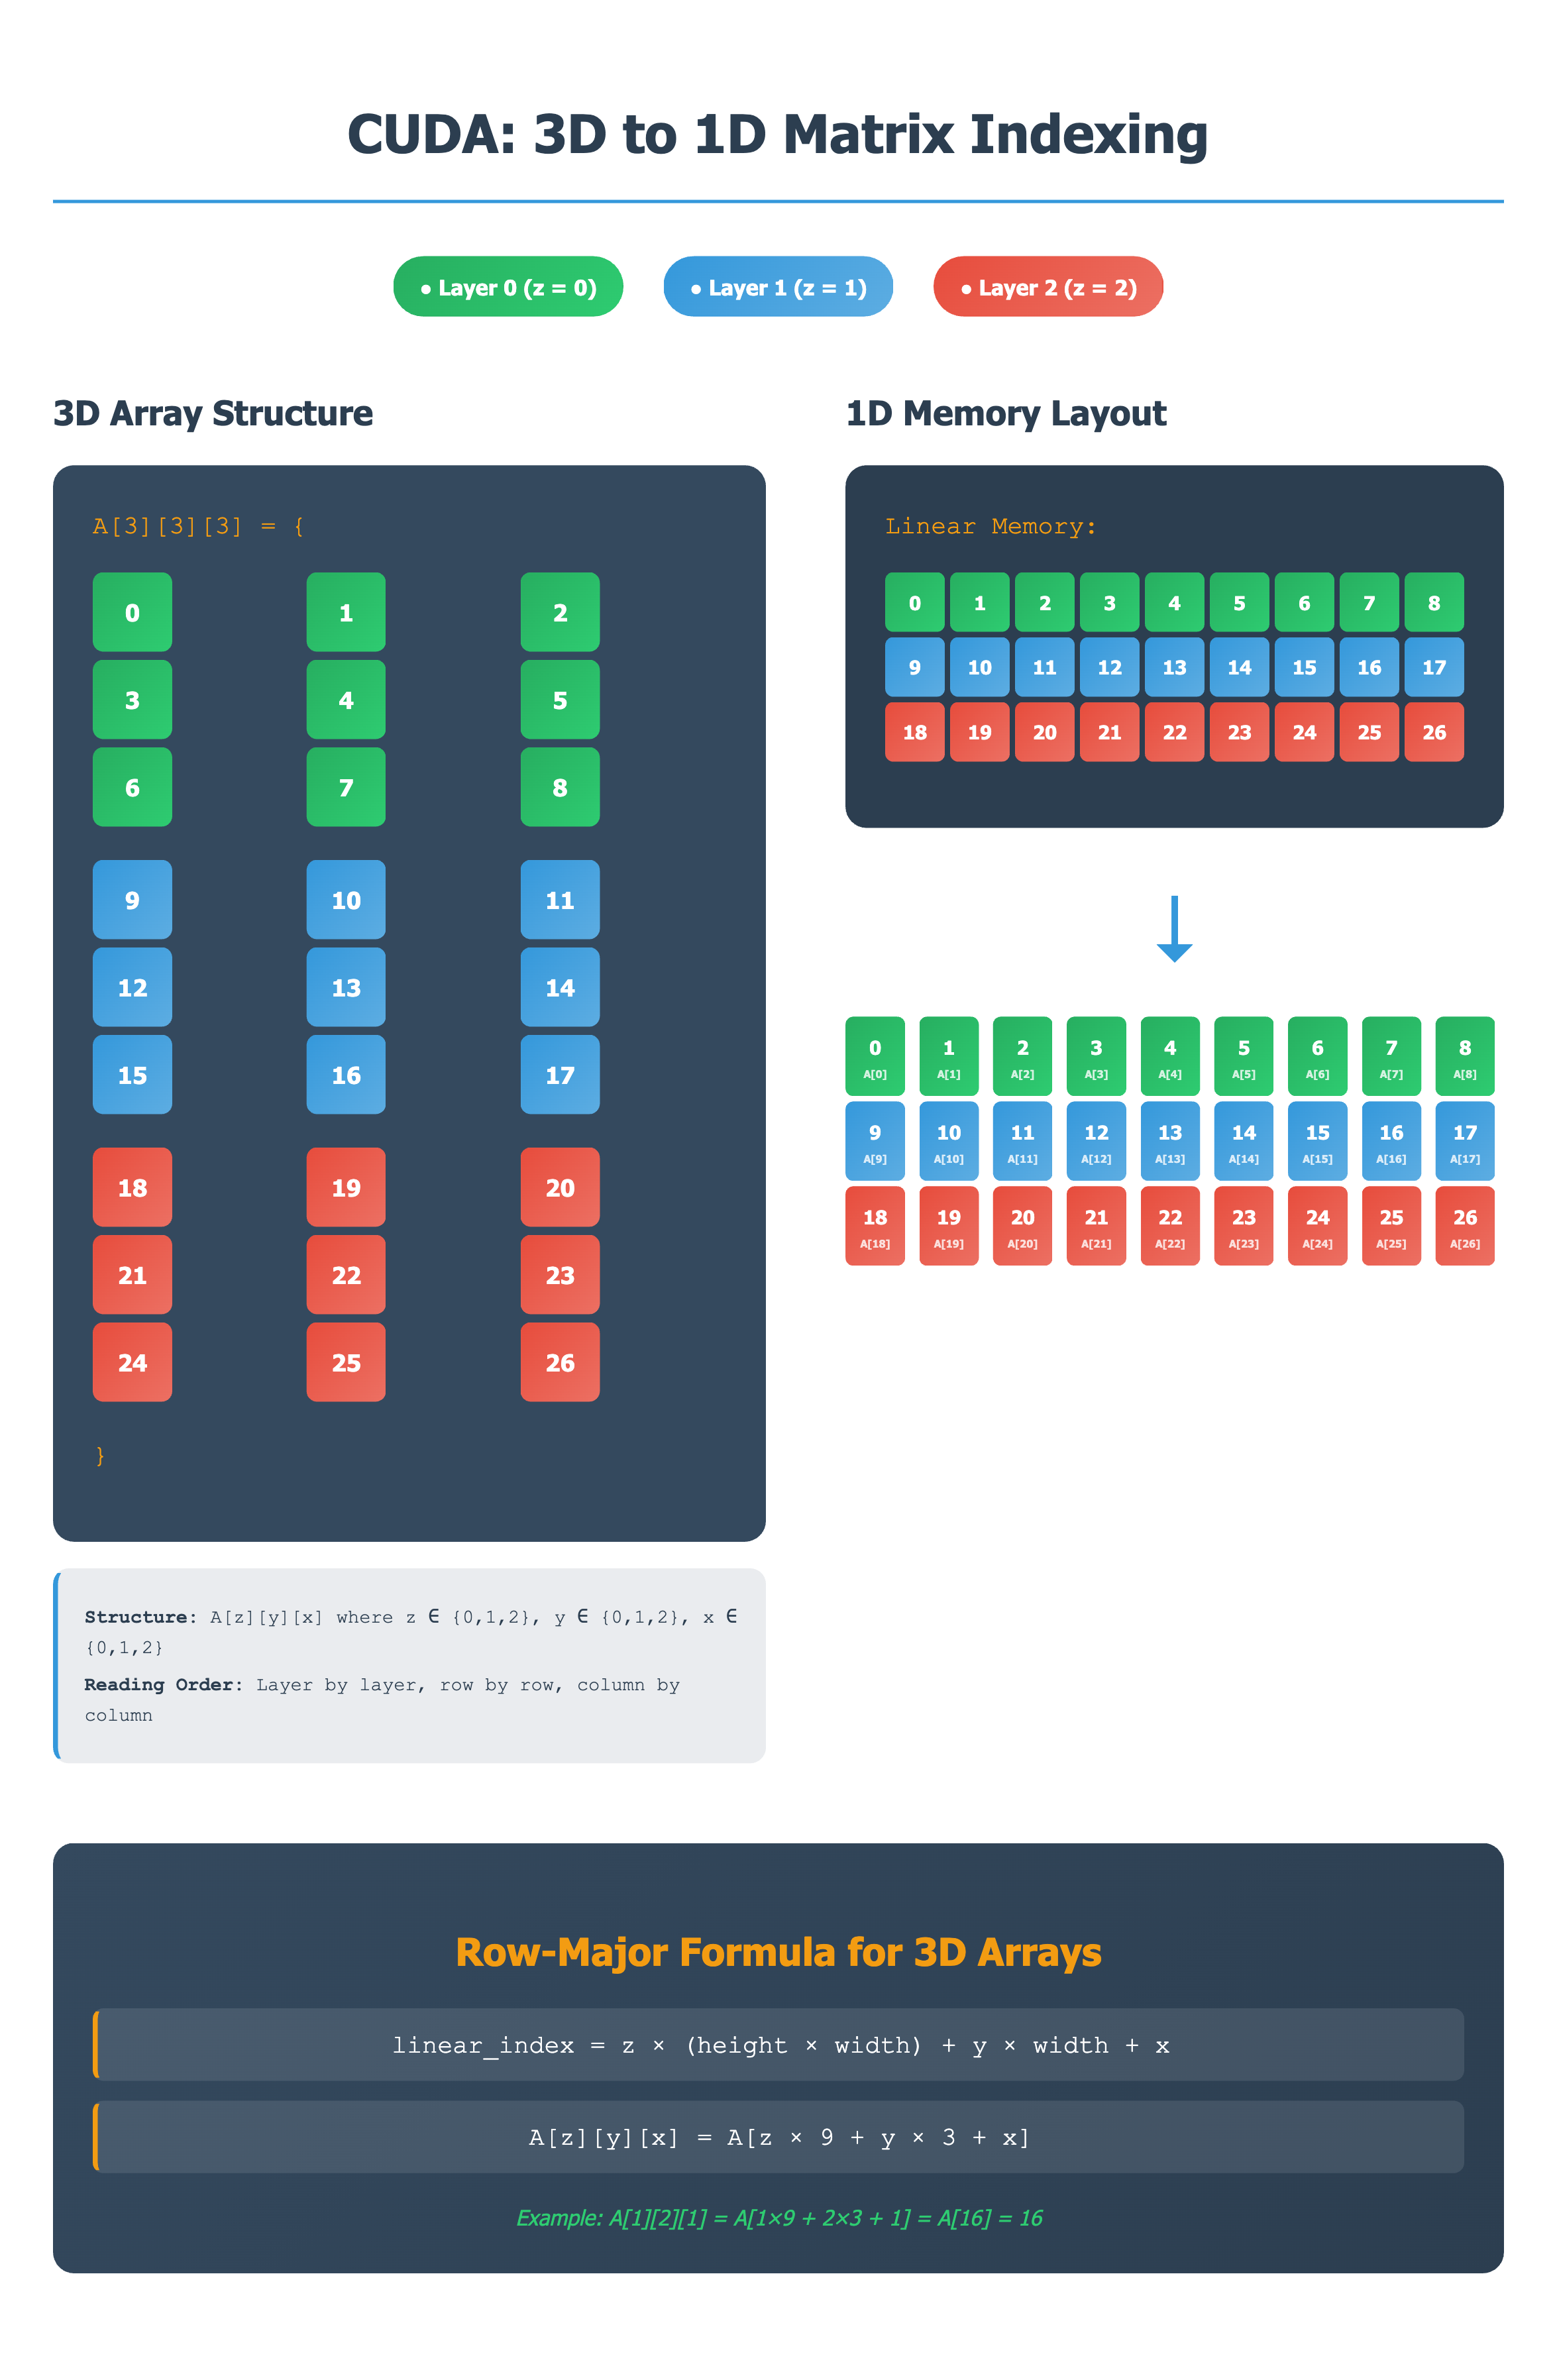 CUDA: 3D to 1D Matrix Indexing
● Layer 0 (z = 0)
● Layer 1 (z = 1)
● Layer 2 (z = 2)
3D Array Structure
A[3][3][3] = {
0 1 2
3 4 5
6 7 8
9 10 11
12 13 14
15 16 17
18 19 20
21 22 23
24 25 26
}
Structure: A[z][y][x] where z ∈ {0,1,2}, y ∈ {0,1,2}, x ∈
{0,1,2}
Reading Order: Layer by layer, row by row, column by
column
1D Memory Layout
Linear Memory:
0 1 2 3 4 5 6 7 8
9 10 11 12 13 14 15 16 17
18 19 20 21 22 23 24 25 26
0 1 2 3 4 5 6 7 8
A[0] A[1] A[2] A[3] A[4] A[5] A[6] A[7] A[8]
9 10 11 12 13 14 15 16 17
A[9] A[10] A[11] A[12] A[13] A[14] A[15] A[16] A[17]
18 19 20 21 22 23 24 25 26
A[18] A[19] A[20] A[21] A[22] A[23] A[24] A[25] A[26]
Row-Major Formula for 3D Arrays
linear_index = z × (height × width) + y × width + x
A[z][y][x] = A[z × 9 + y × 3 + x]
Example: A[1][2][1] = A[1×9 + 2×3 + 1] = A[16] = 16